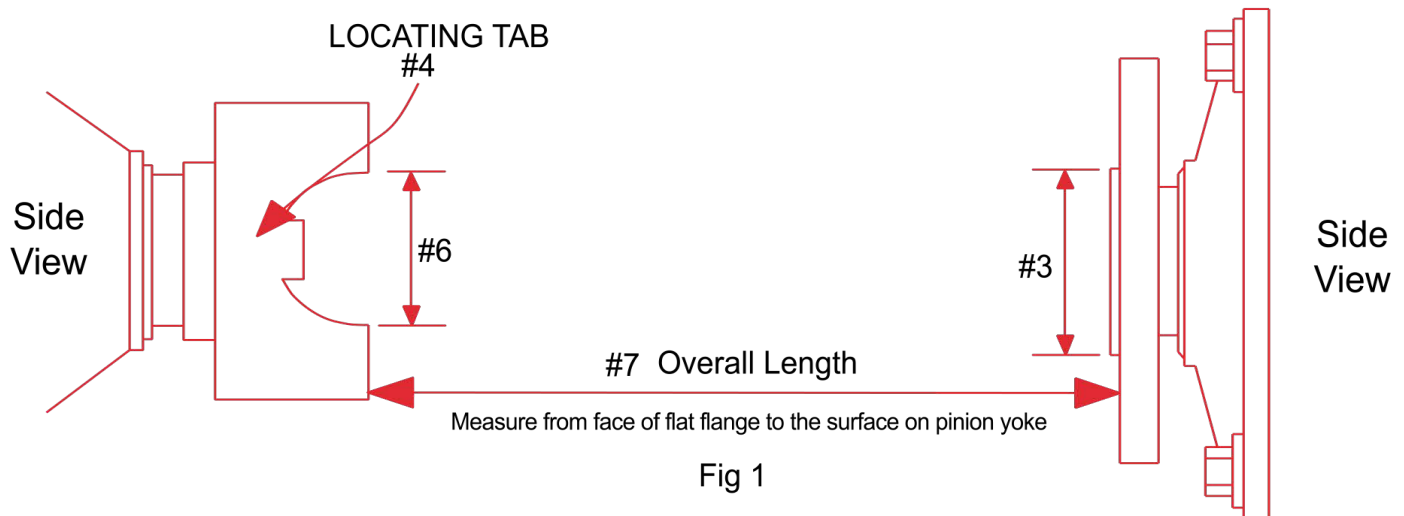 LOCATING TAB
#4
Side
View
#6
#3
Side
View
#7 Overall Length
Measure from face of flat flange to the surface on pinion yoke
Fig 1